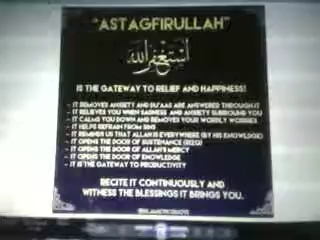 "ASTAGFIRULLAH"
أستغفر الله
IS THE GATEWAY TO RELIEF AND HAPPINESS!
- IT REMOVES ANXIETY AND DU'AAS ARE ANSWERED THROUGH IT
- IT RELIEVES YOU WHEN SADNESS AND ANXIETY SURROUND YOU
- IT CALMS YOU DOWN AND REMOVES YOUR WORLDLY WORRIES
- IT HELPS REFRAIN FROM SINS
- IT REMINDS US THAT ALLAH IS EVERYWHERE (BY HIS KNOWLEDGE)
- IT OPENS THE DOOR OF SUSTENANCE (RIZQ)
- IT OPENS THE DOOR OF ALLAH'S MERCY
- IT OPENS THE DOOR OF KNOWLEDGE
- IT IS THE GATEWAY TO PRODUCTIVITY
RECITE IT CONTINUOUSLY AND
WITNESS THE BLESSINGS IT BRINGS YOU.